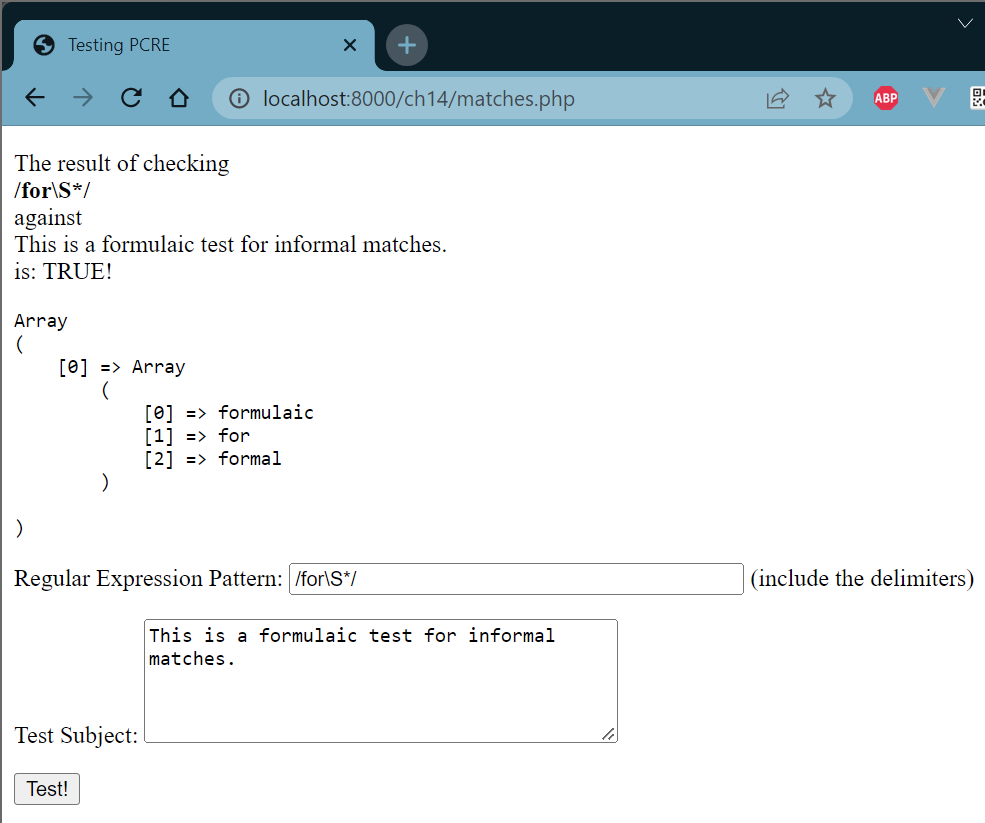 Testing PCRE
localhost:8000/ch14/matches.php
ABP
The result of checking
/for\S*/
against
This is a formulaic test for informal matches.
is: TRUE!
Array
(
[0] => Array
(
[0] => formulaic
[1] => for
[2] => formal
)
)
Regular Expression Pattern: /for\S*/ (include the delimiters)
This is a formulaic test for informal
matches.
Test Subject:
Test!